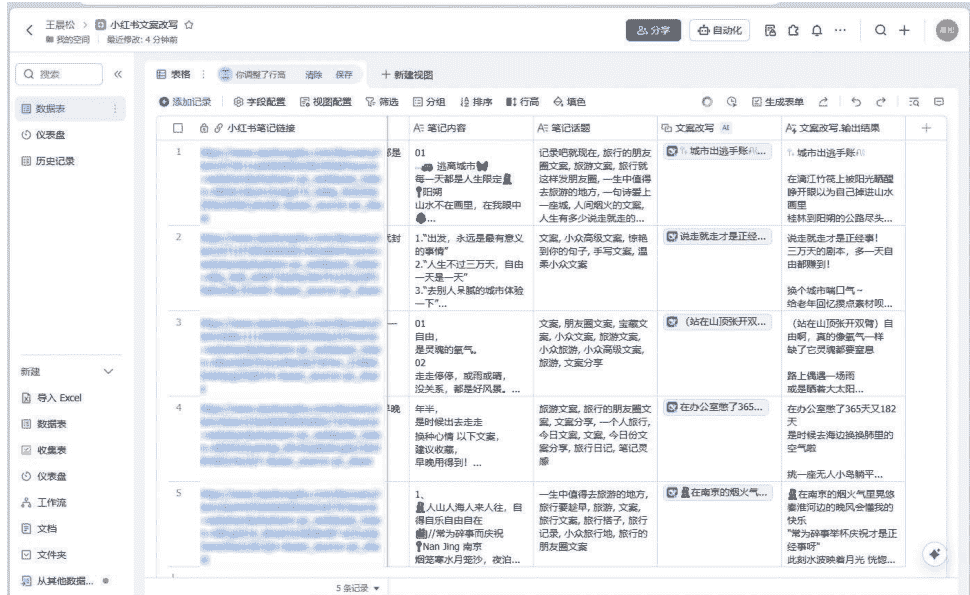 王晨松 > 小红书文案改写
我的空间 最近修改: 4 分钟前
分享
自动化
晨松
搜索
表格
你调整了行高 清除 保存
新建视图
数据表
仪表盘
历史记录
添加记录 字段配置 视图配置 筛选 分组 排序 行高 填色 生成表单
小红书笔记链接 笔记内容 笔记话题 文案改写 AI 文案改写.输出结果
1
01
逃离城市
每一天都是人生限定
阳朔
山水不在画里，在我眼中
...
记录吧就现在, 旅行的朋友
圈文案, 旅游文案, 旅行就
这样发朋友圈, 一生中值得
去旅游的地方, 一句诗爱上
一座城, 人间烟火的文案,
人生有多少说走就走的...
城市出逃手账...
城市出逃手账
在漓江竹筏上被阳光晒醒
睁开眼以为自己掉进山水
画里
桂林到阳朔的公路尽头...
2
1."出发，永远是最有意义
的事情"
2."人生不过三万天，自由
一天是一天"
3."去别人呆腻的城市体验
一下"...
文案, 小众高级文案, 惊艳
到你的句子, 手写文案, 温
柔小众文案
说走就走才是正经...
说走就走才是正经事！
三万天的剧本，多一天自
由都赚到！
换个城市喘口气~
给老年回忆攒点素材呗...
3
01
自由，
是灵魂的氧气。
02
走走停停，或雨或晴，
没关系，都是好风景。...
文案, 朋友圈文案, 宝藏文
案, 小众文案, 旅游文案,
小众旅游, 小众高级文案,
旅游, 文案分享
（站在山顶张开双...
（站在山顶张开双臂）自
由啊，真的像氧气一样
缺了它灵魂都要窒息
路上偶遇一场雨
或是晒着大太阳...
4
年半，
是时候出去走走
换种心情 以下文案，
建议收藏，
早晚用得到！...
旅游文案, 旅行的朋友圈文
案, 文案分享, 一个人旅行,
今日文案, 文案, 今日份文
案分享, 旅行日记, 笔记灵
感
在办公室憋了365...
在办公室憋了365天又182
天
是时候去海边换换肺里的
空气啦
挑一座无人小岛躺平...
5
1、
人山人海人来人往，自
得自乐自由自在
//常为碎事而庆祝
Nan Jing 南京
烟笼寒水月笼沙，夜泊...
一生中值得去旅游的地方,
旅行要趁早, 旅游, 文案,
旅行文案, 旅行搭子, 旅行
记录, 小众旅行地, 旅行的
朋友圈文案
在南京的烟火气...
在南京的烟火气里晃悠
秦淮河边的晚风会懂我的
快乐
"常为碎事举杯庆祝才是正
经事呀"
此刻水波映着月光 恍惚...
新建
导入 Excel
数据表
收集表
仪表盘
工作流
文档
文件夹
从其他数据...
5 条记录